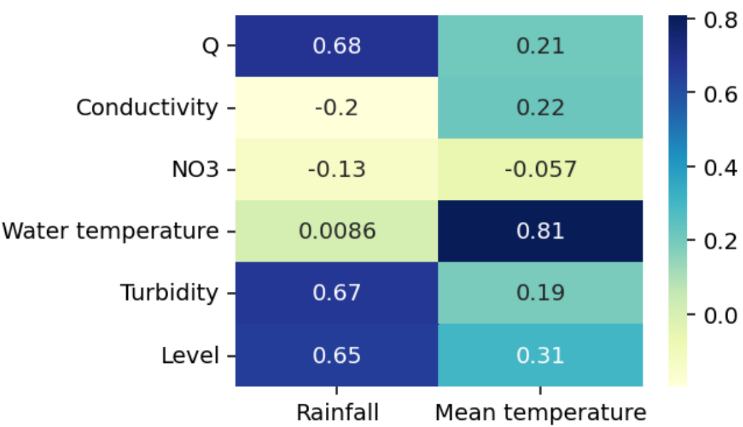 Q 0.68 0.21
Conductivity -0.2 0.22
NO3 -0.13 -0.057
Water temperature 0.0086 0.81
Turbidity 0.67 0.19
Level 0.65 0.31
Rainfall Mean temperature
0.8
0.6
0.4
0.2
0.0